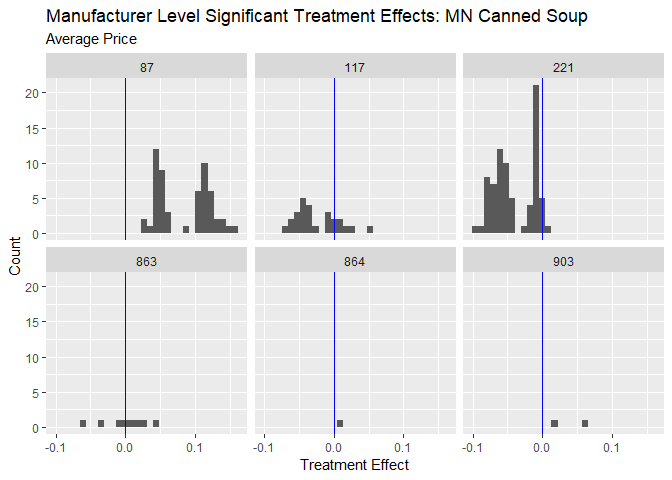 Manufacturer Level Significant Treatment Effects: MN Canned Soup
Average Price
87 117 221
20
15
10
5
0
Count
863 864 903
20
15
10
5
0
-0.1 0.0 0.1 -0.1 0.0 0.1 -0.1 0.0 0.1
Treatment Effect